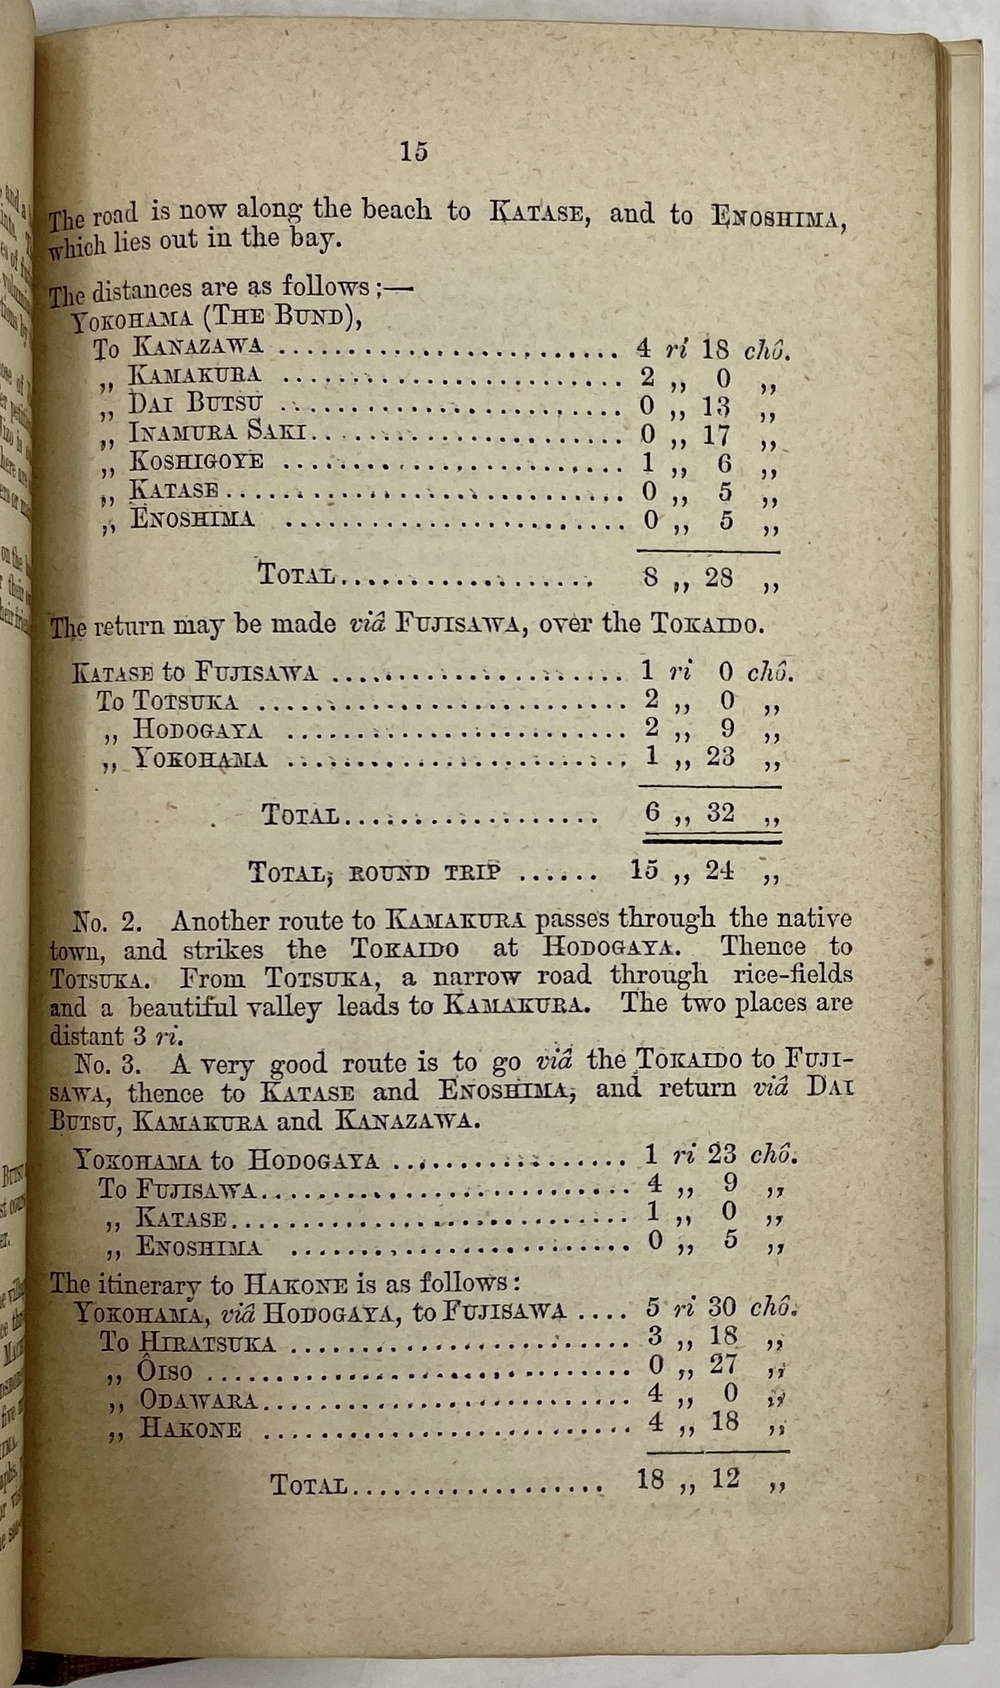 15
The road is now along the beach to KATASE, and to ENOSHIMA,
which lies out in the bay.
The distances are as follows ;—
YOKOHAMA (THE BUND),
To KANAZAWA ........................ 4 ri 18 chô.
„ KAMAKURA ........................ 2 „ 0 „
„ DAI BUTSU ........................ 0 „ 13 „
„ INAMURA SAKI........................ 0 „ 17 „
„ KOSHIGOYE ........................ 1 „ 6 „
„ KATASE........................ 0 „ 5 „
„ ENOSHIMA ........................ 0 „ 5 „
TOTAL.................. 8 „ 28 „
The return may be made viâ FUJISAWA, over the TOKAIDO.
KATASE to FUJISAWA ..................... 1 ri 0 chô.
To TOTSUKA ........................ 2 „ 0 „
„ HODOGAYA ........................ 2 „ 9 „
„ YOKOHAMA ........................ 1 „ 23 „
TOTAL.................. 6 „ 32 „
TOTAL, ROUND TRIP ...... 15 „ 24 „
No. 2. Another route to KAMAKURA passes through the native
town, and strikes the TOKAIDO at HODOGAYA. Thence to
TOTSUKA. From TOTSUKA, a narrow road through rice-fields
and a beautiful valley leads to KAMAKURA. The two places are
distant 3 ri.
No. 3. A very good route is to go viâ the TOKAIDO to FUJI-
SAWA, thence to KATASE and ENOSHIMA, and return viâ DAI
BUTSU, KAMAKURA and KANAZAWA.
YOKOHAMA to HODOGAYA ................. 1 ri 23 chô.
To FUJISAWA.......................... 4 „ 9 „
„ KATASE............................ 1 „ 0 „
„ ENOSHIMA ........................ 0 „ 5 „
The itinerary to HAKONE is as follows :
YOKOHAMA, viâ HODOGAYA, to FUJISAWA .... 5 ri 30 chô.
To HIRATSUKA ........................ 3 „ 18 „
„ ÔISO .............................. 0 „ 27 „
„ ODAWARA........................... 4 „ 0 „
„ HAKONE .......................... 4 „ 18 „
TOTAL.................. 18 „ 12 „